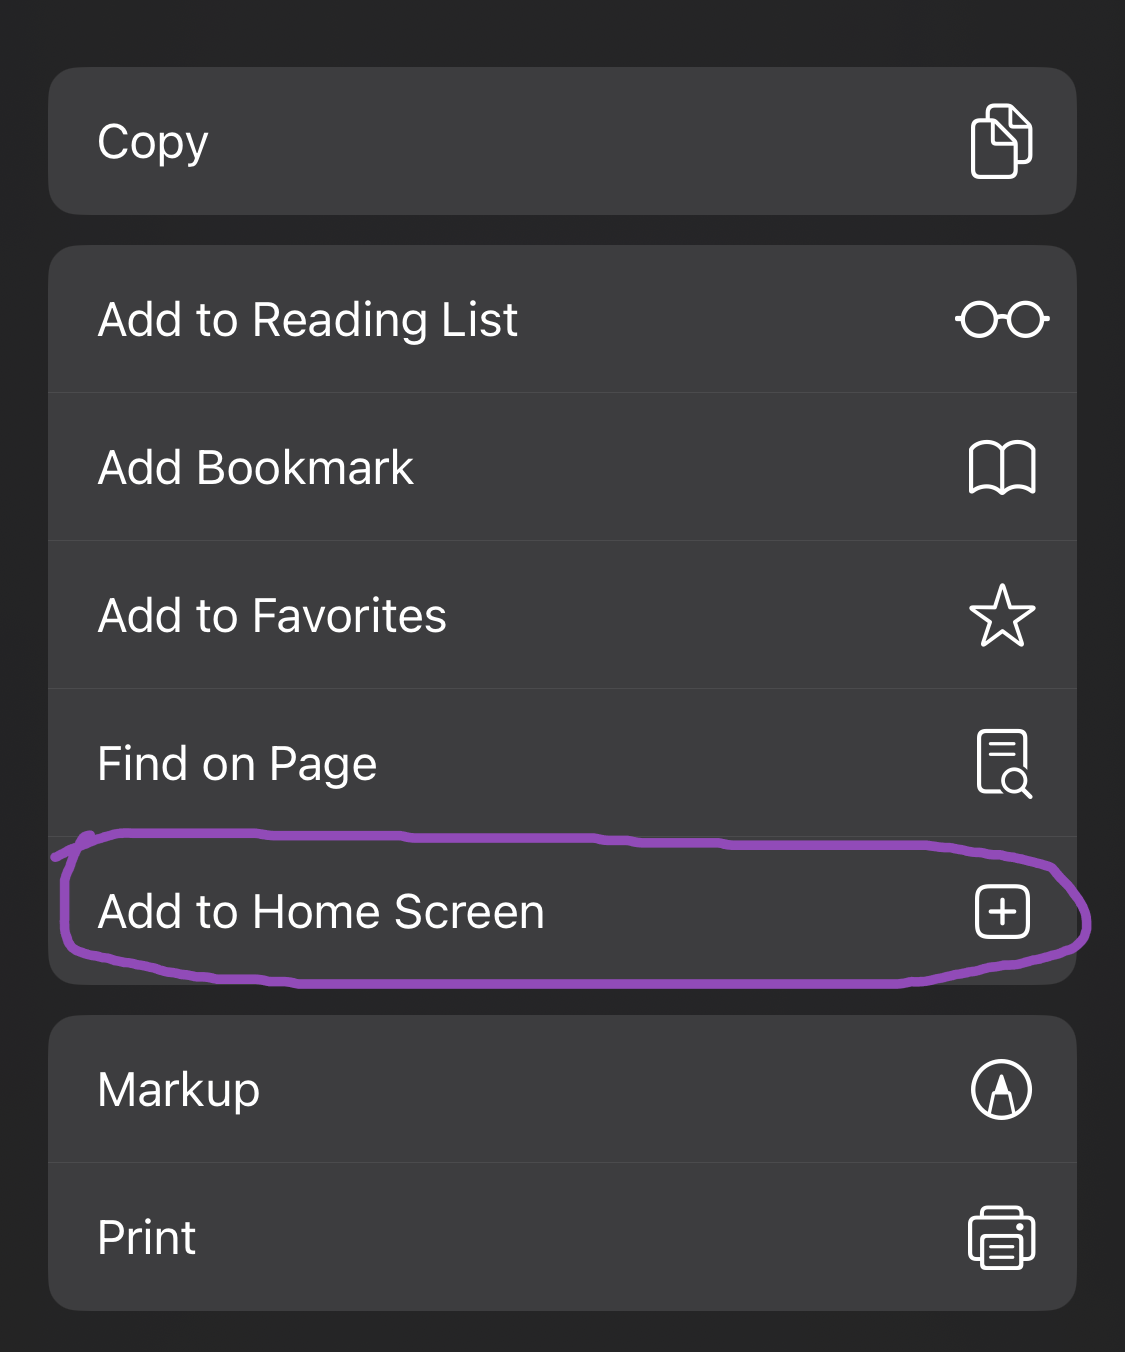 Copy
Add to Reading List
Add Bookmark
Add to Favorites
Find on Page
Add to Home Screen
Markup
Print